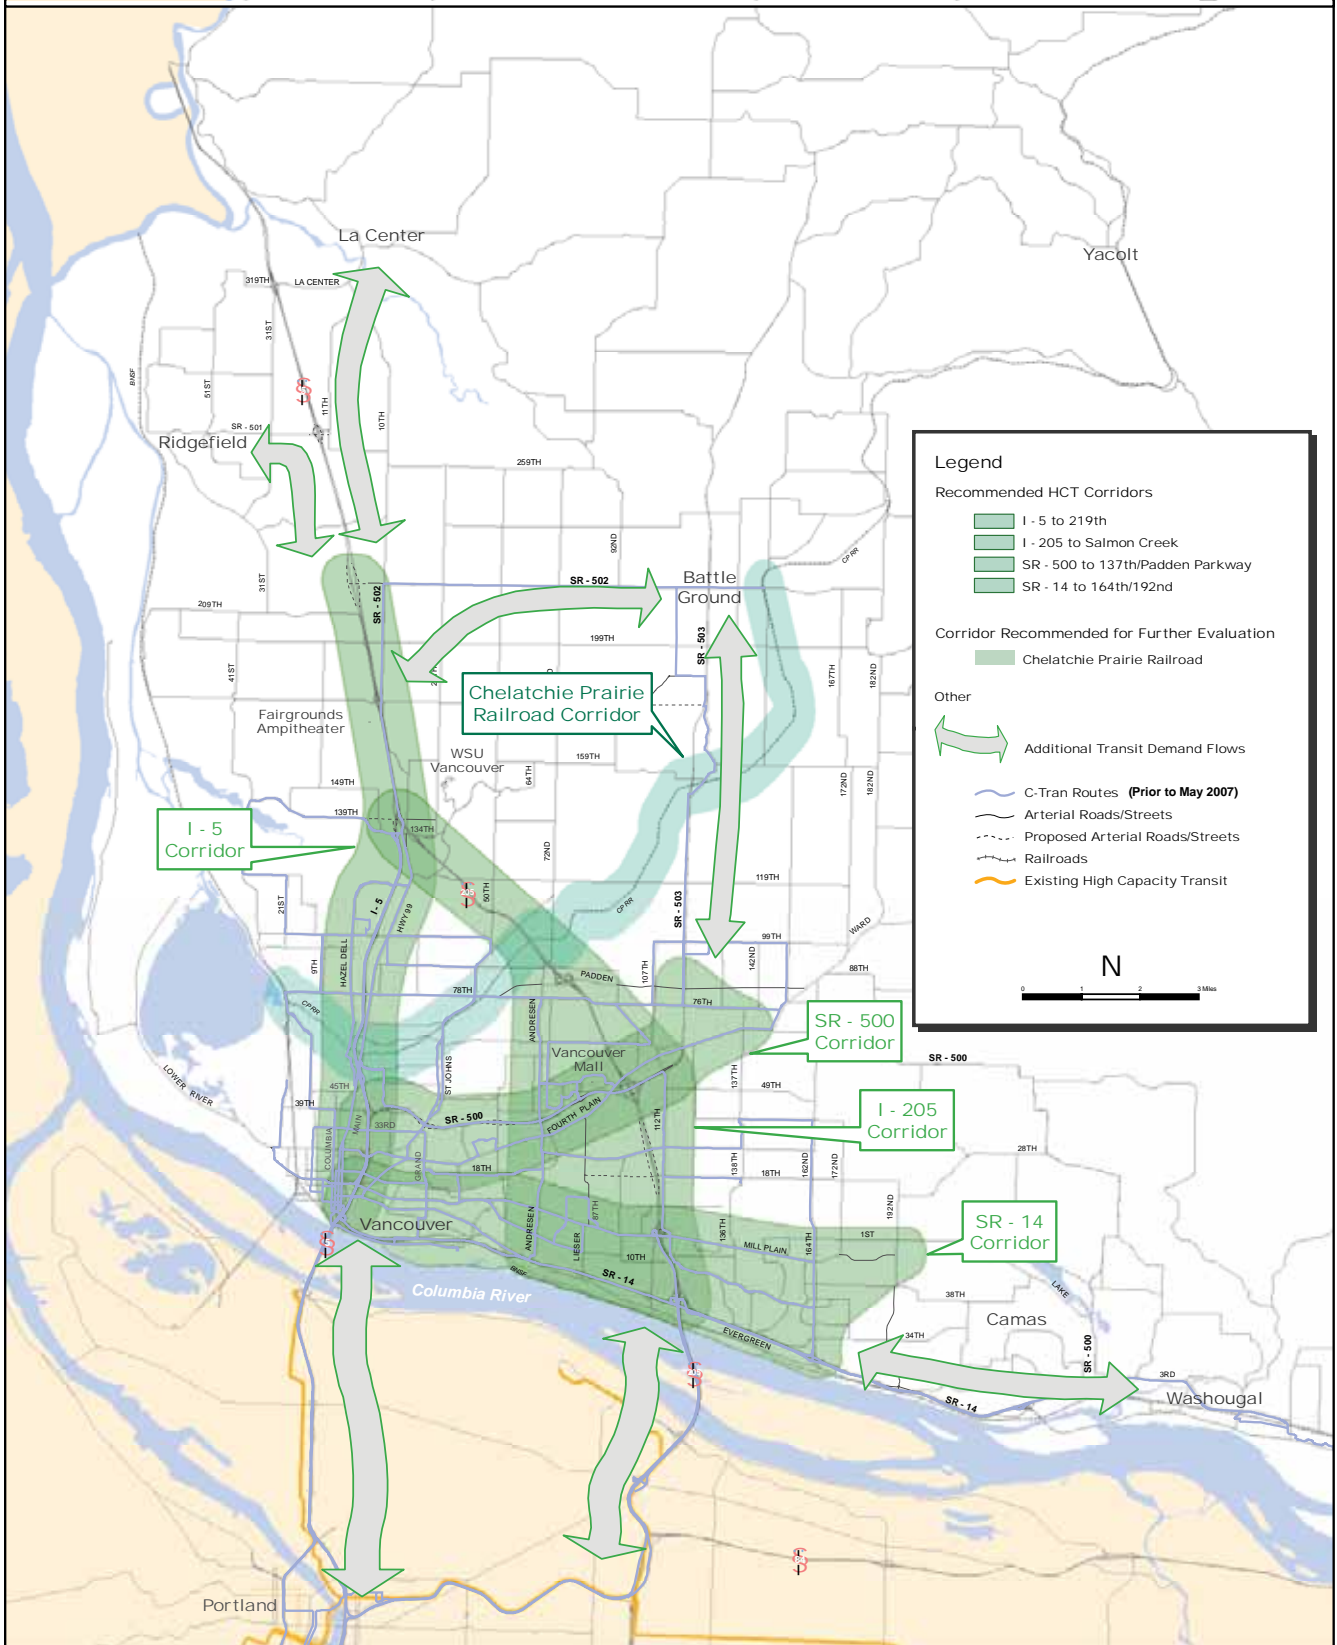 La Center
Yacolt
319TH
LA CENTER
31ST
BNSF
51ST
11TH
10TH
SR - 501
Ridgefield
259TH
Legend
Recommended HCT Corridors
I - 5 to 219th
I - 205 to Salmon Creek
SR - 500 to 137th/Padden Parkway
SR - 14 to 164th/192nd
Corridor Recommended for Further Evaluation
Chelatchie Prairie Railroad
Other
Additional Transit Demand Flows
C-Tran Routes (Prior to May 2007)
Arterial Roads/Streets
Proposed Arterial Roads/Streets
Railroads
Existing High Capacity Transit
N
0 1 2 3 Miles
92ND
CPRR
31ST
SR - 502
SR - 502
Battle
Ground
209TH
199TH
SR - 503
41ST
167TH
182ND
Chelatchie Prairie
Railroad Corridor
Fairgrounds
Ampitheater
WSU
Vancouver
159TH
64TH
149TH
172ND
182ND
139TH
134TH
I - 5
Corridor
72ND
119TH
50TH
205
21ST
I - 5
HWY 99
CPRR
SR - 503
WARD
99TH
9TH
HAZEL DELL
107TH
142ND
88TH
PADDEN
78TH
76TH
CPRR
ANDRESEN
SR - 500
Corridor
Vancouver
Mall
SR - 500
LOWER RIVER
45TH
ST JOHNS
137TH
49TH
39TH
MAIN
33RD
SR - 500
FOURTH PLAIN
112TH
I - 205
Corridor
COLUMBIA
GRAND
18TH
138TH
18TH
162ND
172ND
28TH
87TH
192ND
Vancouver
ANDRESEN
LIESER
136TH
164TH
1ST
SR - 14
Corridor
MILL PLAIN
10TH
BNSF
SR - 14
Columbia River
LAKE
38TH
Camas
EVERGREEN
34TH
SR - 500
3RD
Washougal
SR - 14
Portland